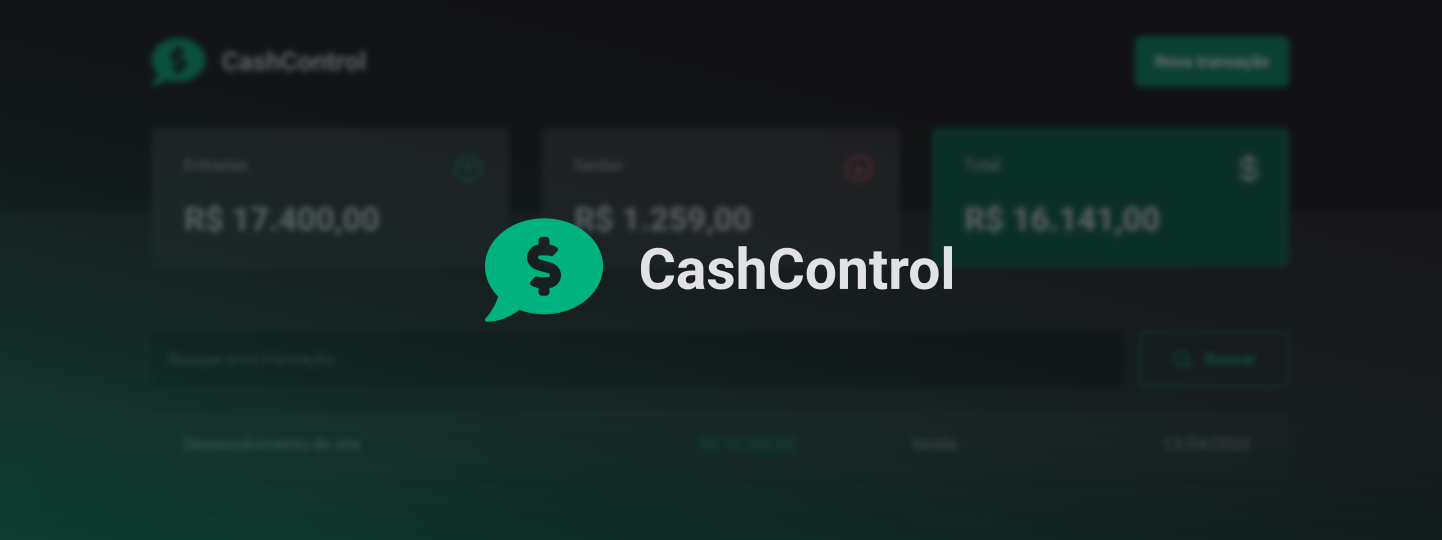 CashControl
Nova transação
Entradas
Saídas
Total
$
R$ 17.400,00
R$ 1.259,00
R$ 16.141,00
$
CashControl
Busque uma transação
Buscar
Desenvolvimento de site
Venda
13/04/2022